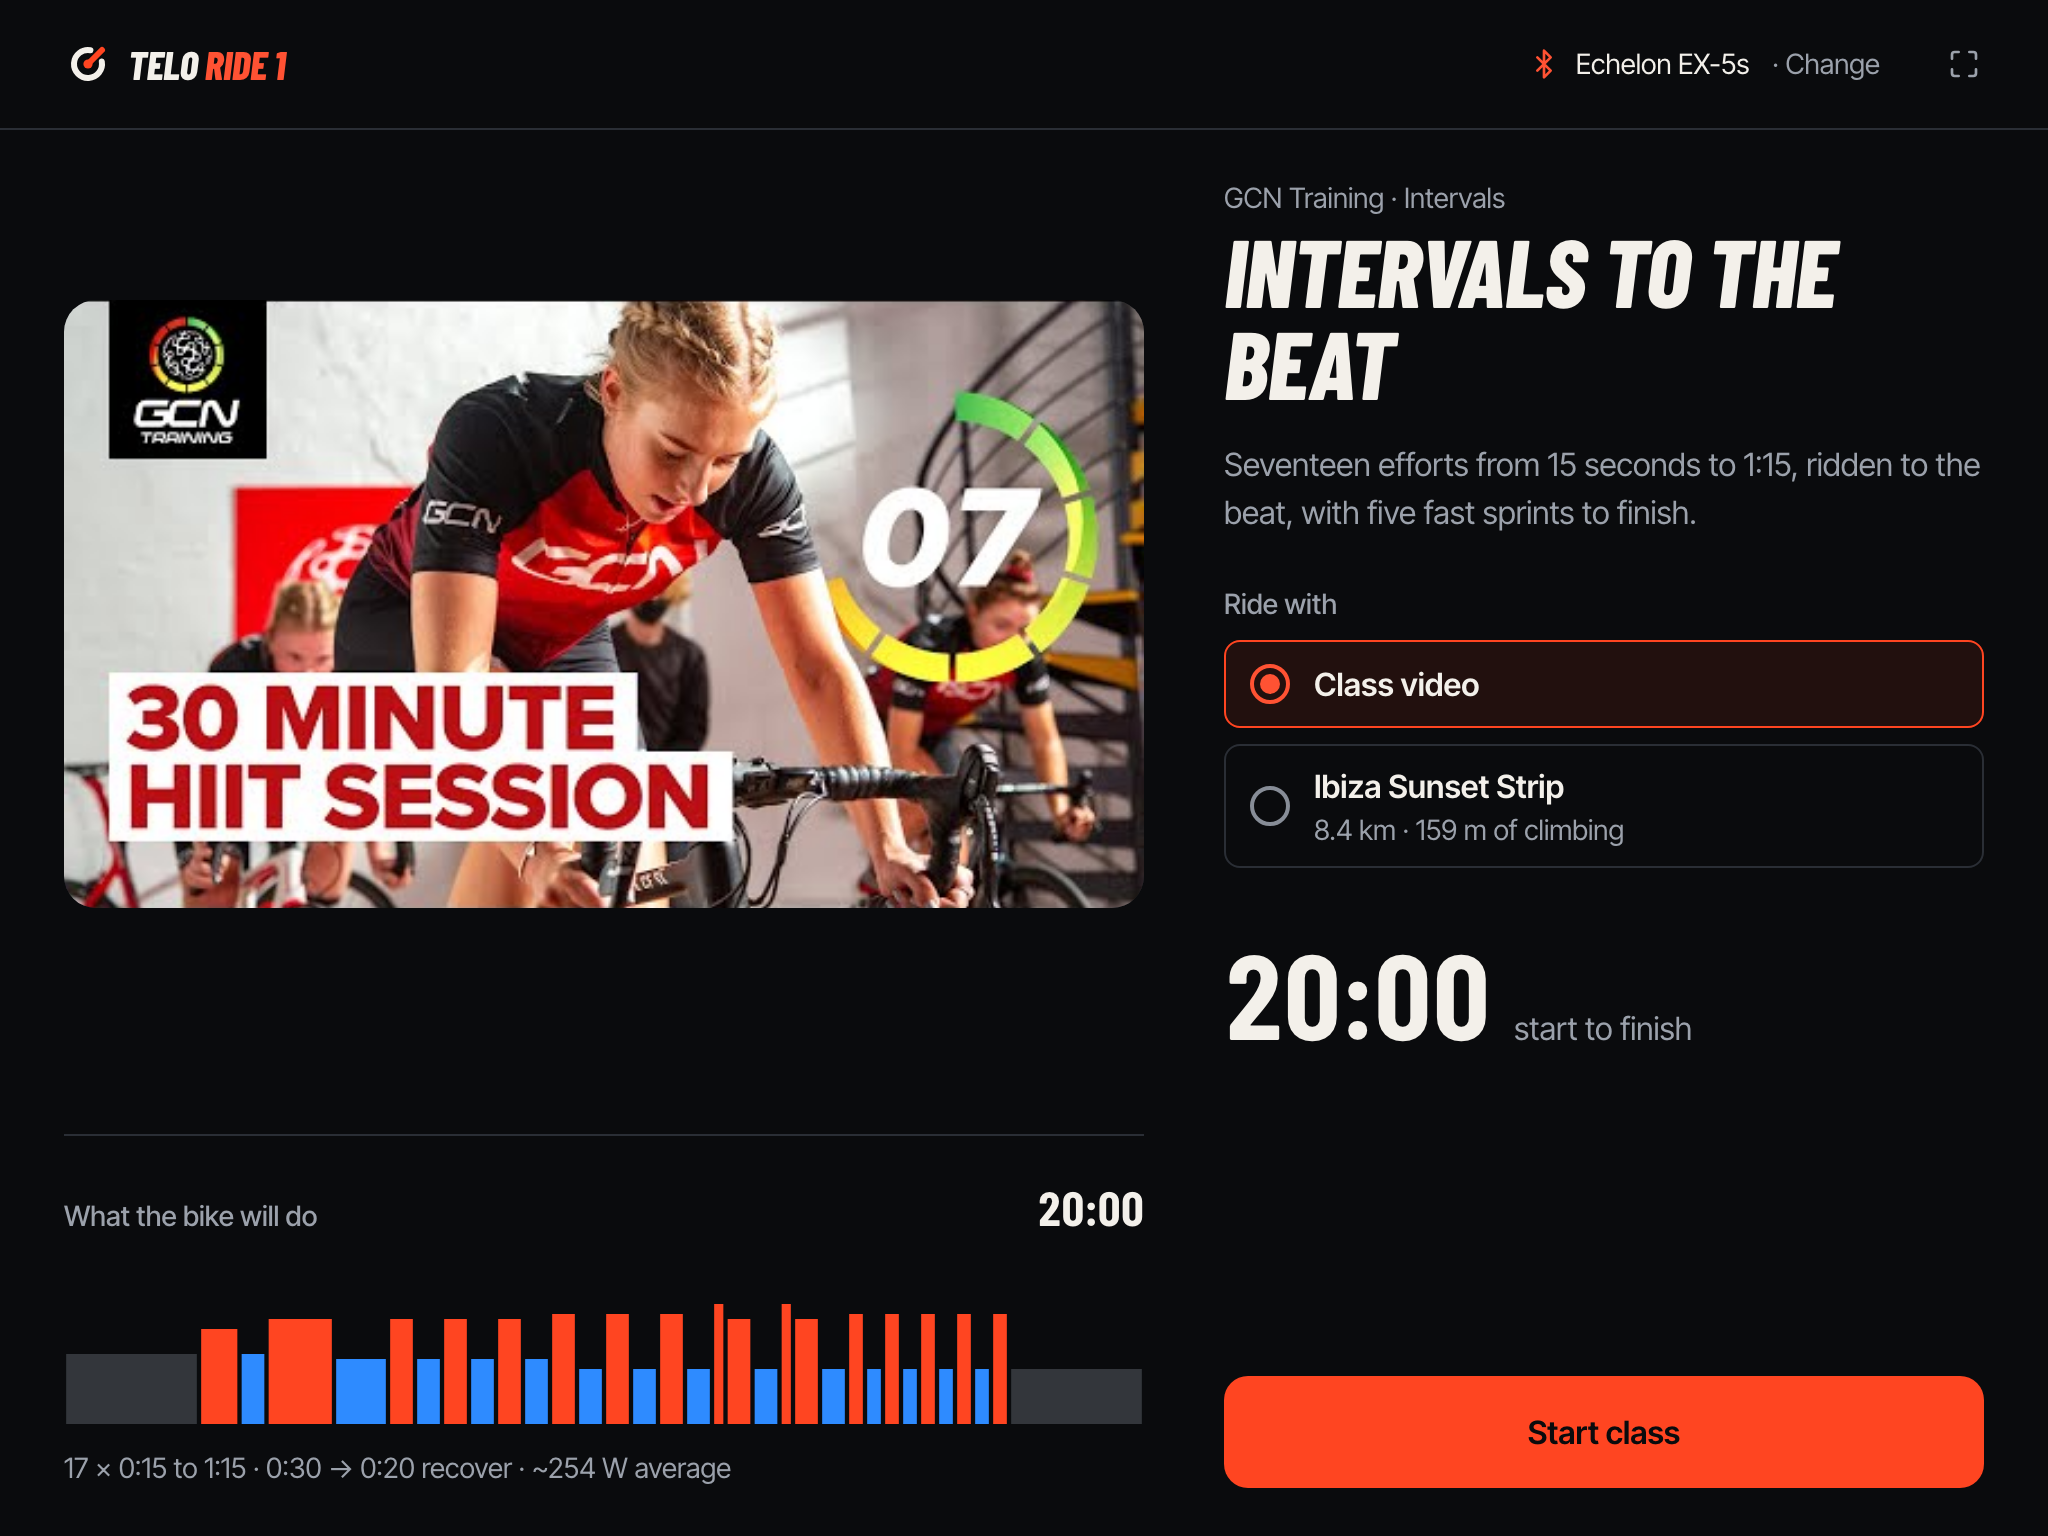 TELO RIDE 1
Echelon EX-5s · Change
GCN
TRAINING
GCN
GCN
07
30 MINUTE
HIIT SESSION
GCN Training · Intervals
INTERVALS TO THE
BEAT
Seventeen efforts from 15 seconds to 1:15, ridden to the
beat, with five fast sprints to finish.
Ride with
Class video
Ibiza Sunset Strip
8.4 km · 159 m of climbing
20:00 start to finish
What the bike will do 20:00
17 × 0:15 to 1:15 · 0:30 → 0:20 recover · ~254 W average
Start class